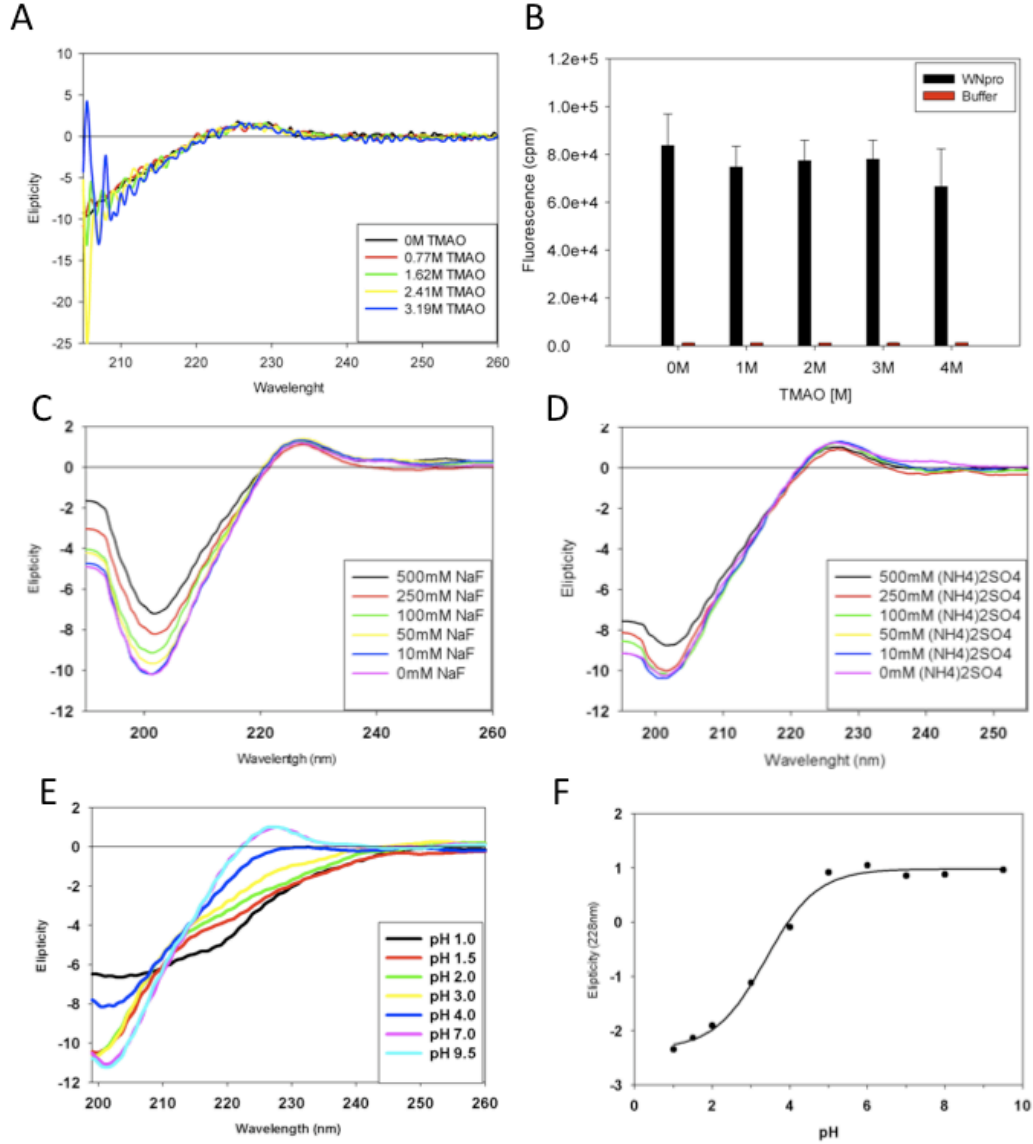 A
10
5
0
-5
-10
-15
-20
-25
Elipticity
210 220 230 240 250 260
Wavelenght
0M TMAO
0.77M TMAO
1.62M TMAO
2.41M TMAO
3.19M TMAO
B
1.2e+5
1.0e+5
8.0e+4
6.0e+4
4.0e+4
2.0e+4
0.0
Fluorescence (cpm)
WNpro
Buffer
0M 1M 2M 3M 4M
TMAO [M]
C
2
0
-2
-4
-6
-8
-10
-12
Elipticity
500mM NaF
250mM NaF
100mM NaF
50mM NaF
10mM NaF
0mM NaF
200 220 240 260
Wavelentgh (nm)
D
2
0
-2
-4
-6
-8
-10
-12
Elipticity
500mM (NH4)2SO4
250mM (NH4)2SO4
100mM (NH4)2SO4
50mM (NH4)2SO4
10mM (NH4)2SO4
0mM (NH4)2SO4
195 200 210 220 230 240 250
Wavelenght (nm)
E
2
0
-2
-4
-6
-8
-10
-12
Elipticity
pH 1.0
pH 1.5
pH 2.0
pH 3.0
pH 4.0
pH 7.0
pH 9.5
200 210 220 230 240 250 260
Wavelength (nm)
F
2
1
0
-1
-2
-3
Elipticity (228nm)
0 2 4 6 8 10
pH